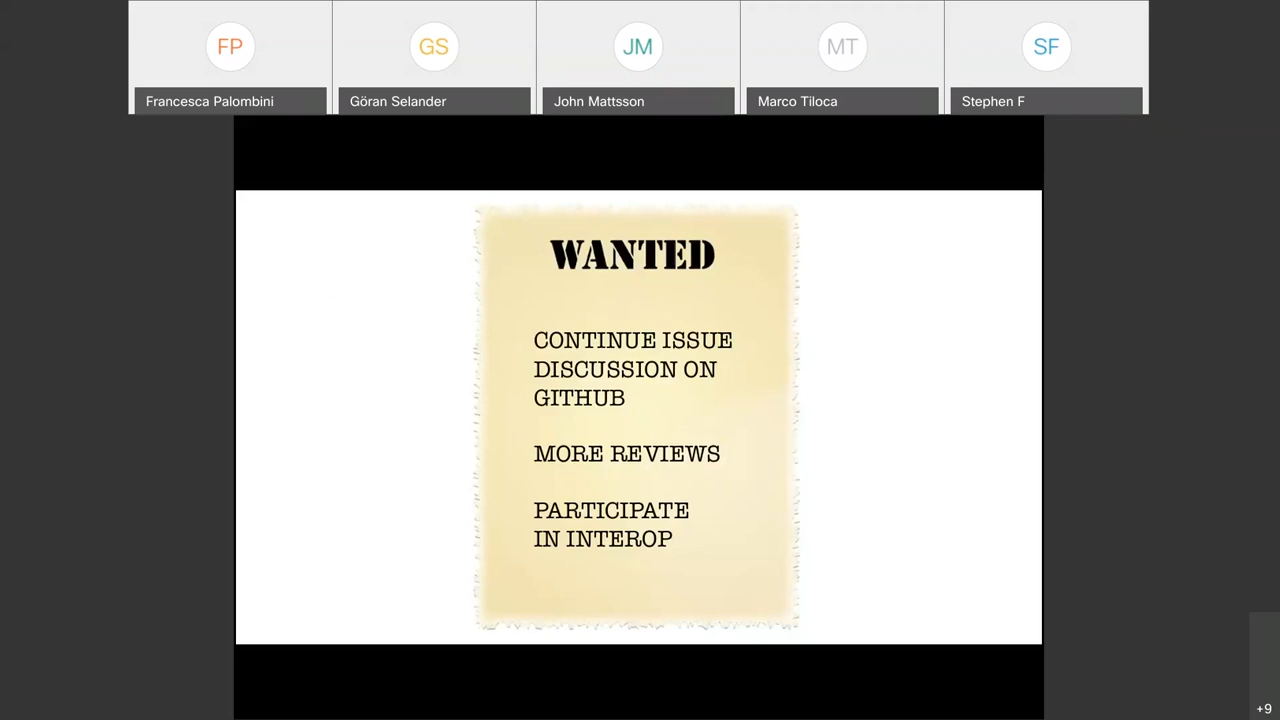 FP
GS
JM
MT
SF
Francesca Palombini
Göran Selander
John Mattsson
Marco Tiloca
Stephen F
WANTED
CONTINUE ISSUE
DISCUSSION ON
GITHUB
MORE REVIEWS
PARTICIPATE
IN INTEROP
+9